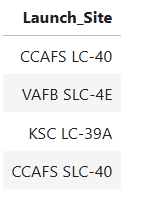 Launch_Site
CCAFS LC-40
VAFB SLC-4E
KSC LC-39A
CCAFS SLC-40